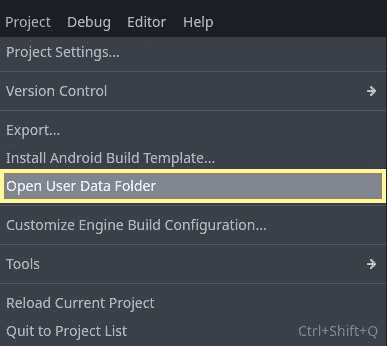 Project Debug Editor Help
Project Settings...
Version Control
Export...
Install Android Build Template...
Open User Data Folder
Customize Engine Build Configuration...
Tools
Reload Current Project
Quit to Project List Ctrl+Shift+Q